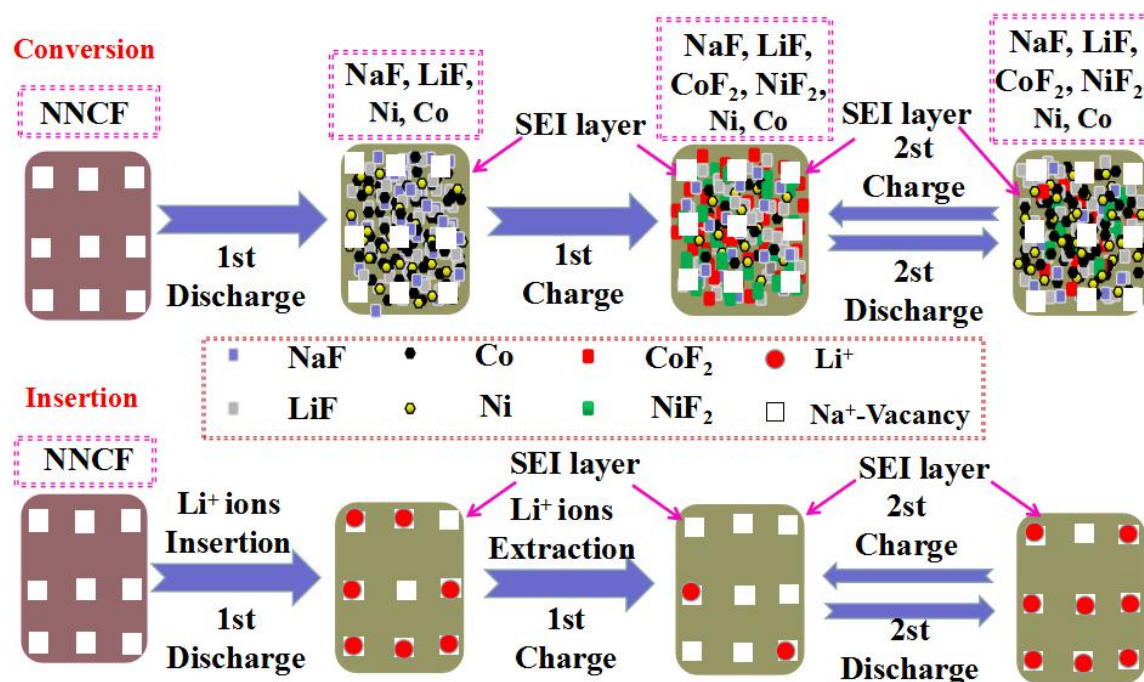 Conversion
NNCF
1st
Discharge
NaF, LiF,
Ni, Co
SEI layer
1st
Charge
NaF, LiF,
CoF₂, NiF₂,
Ni, Co
SEI layer
2st
Charge
2st
Discharge
NaF, LiF,
CoF₂, NiF₂,
Ni, Co
NaF Co CoF₂ Li⁺
LiF Ni NiF₂ Na⁺-Vacancy
Insertion
NNCF
Li⁺ ions
Insertion
1st
Discharge
SEI layer
Li⁺ ions
Extraction
1st
Charge
SEI layer
2st
Charge
2st
Discharge